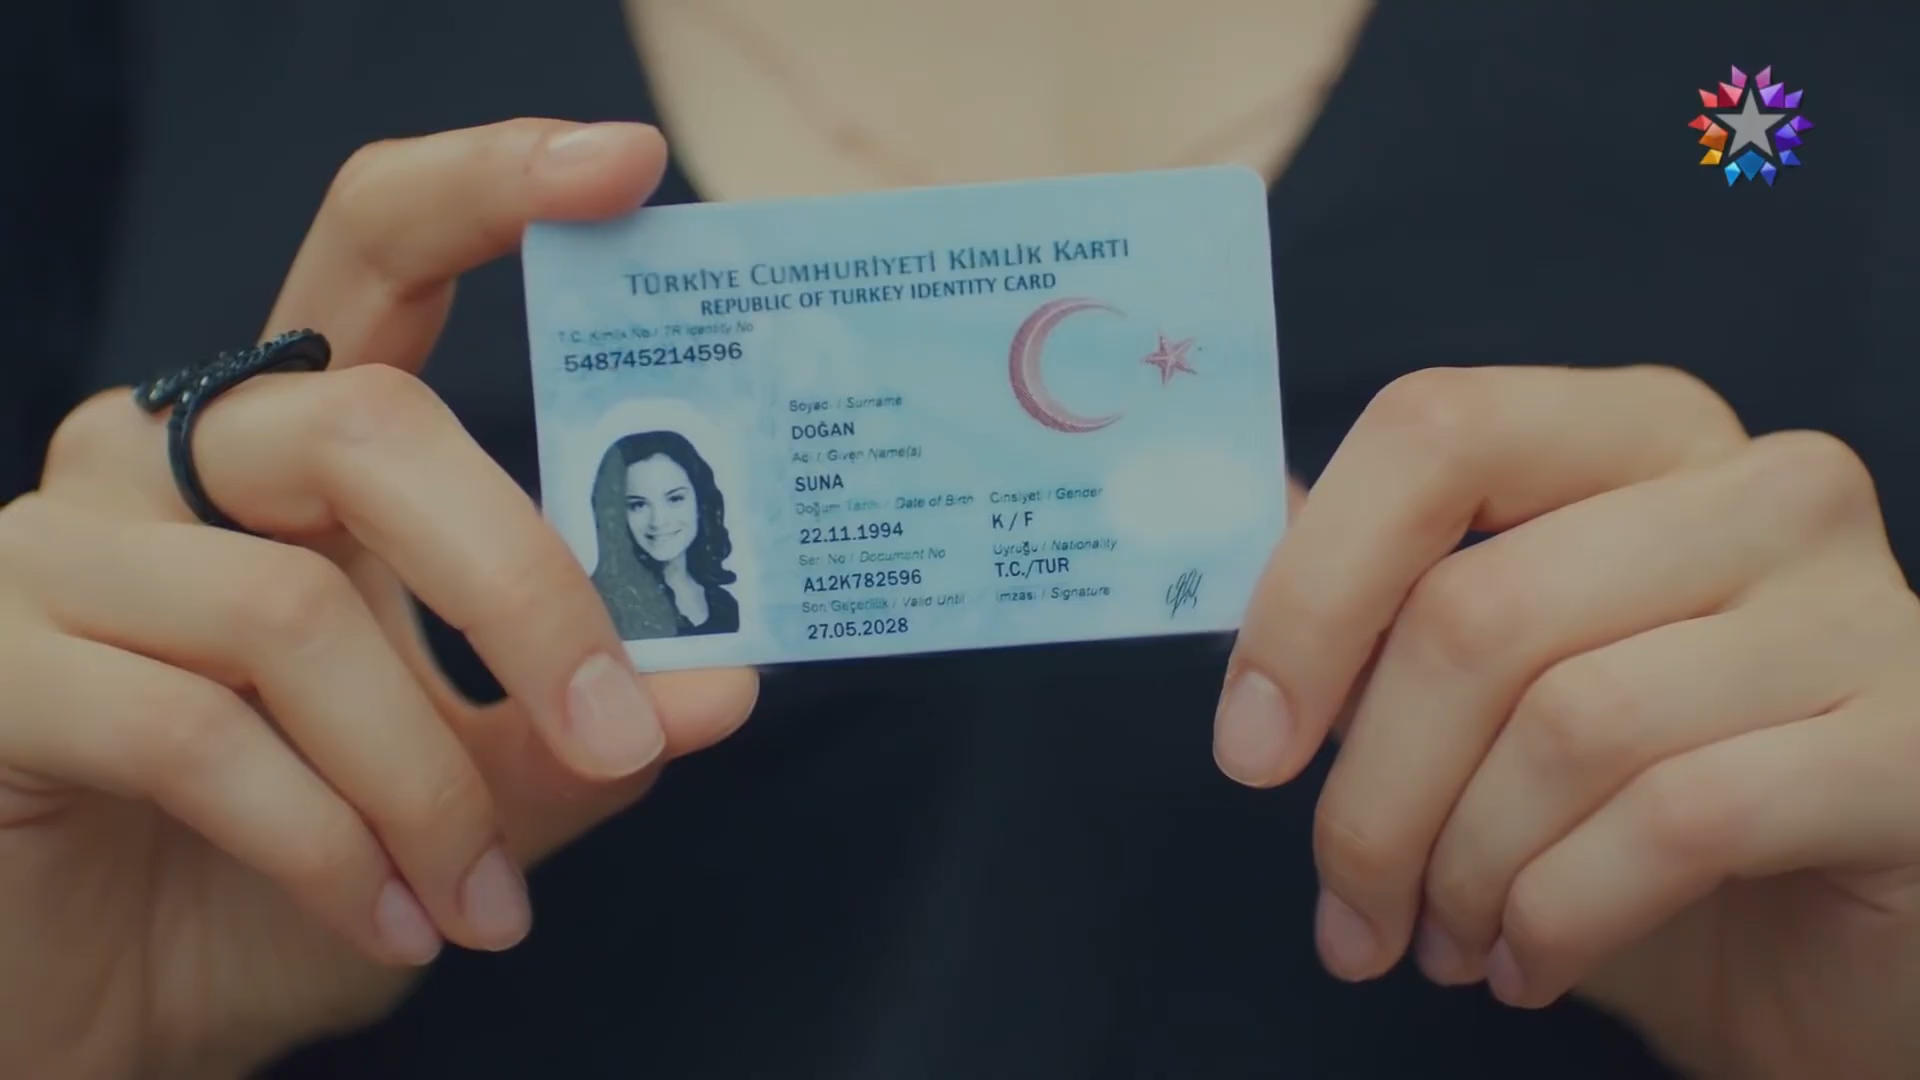 TÜRKİYE CUMHURİYETİ KİMLİK KARTI
REPUBLIC OF TURKEY IDENTITY CARD
T.C. Kimlik No / TR Identity No
548745214596
Soyadı / Surname
DOĞAN
Adı / Given Name(s)
SUNA
Doğum Tarihi / Date of Birth
Cinsiyet / Gender
22.11.1994
K / F
Seri No / Document No
Uyruğu / Nationality
A12K782596
T.C./TUR
Son Geçerlilik / Valid Until
İmzası / Signature
27.05.2028